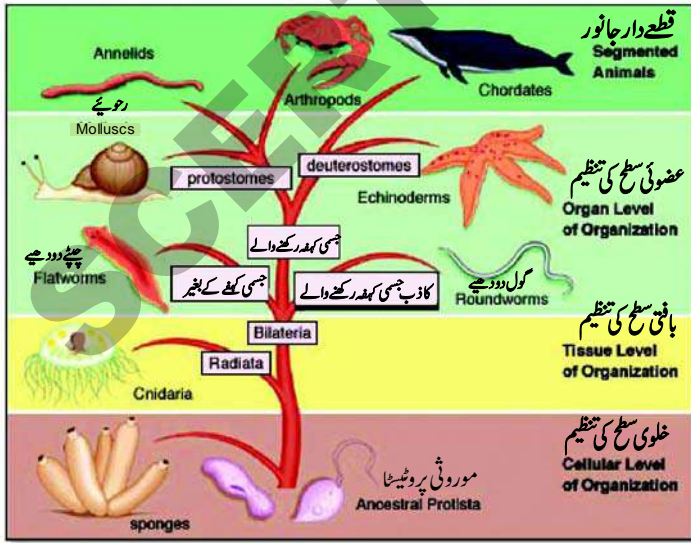 قطعے دار جانور
Segmented
Animals
Annelids
Arthropods
Chordates
رخوئیے
Molluscs
protostomes
deuterostomes
Echinoderms
عضوئی سطح کی تنظیم
Organ Level
of Organization
جسمی کہفہ رکھنے والے
چپٹے دودھیے
Flatworms
جسمی کہفے کے بغیر
کاذب جسمی کہفہ رکھنے والے
گول دودھیے
Roundworms
Bilateria
Radiata
Cnidaria
بافتی سطح کی تنظیم
Tissue Level
of Organization
خلوی سطح کی تنظیم
Cellular Level
of Organization
موروثی پروٹیسٹا
Anoestral Protista
sponges
SCERT